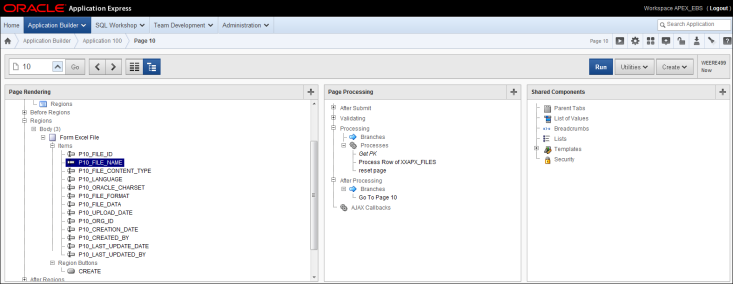 ORACLE Application Express
Workspace APEX_EBS ( Logout )
Home Application Builder SQL Workshop Team Development Administration
Search Application
Application Builder Application 100 Page 10
Page 10
10 Go
Run Utilities Create
New
Page Rendering
Regions
Before Regions
Regions
Body (3)
Form Excel File
Items
P10_FILE_ID
P10_FILE_NAME
P10_FILE_CONTENT_TYPE
P10_LANGUAGE
P10_ORACLE_CHARSET
P10_FILE_FORMAT
P10_FILE_DATA
P10_UPLOAD_DATE
P10_ORG_ID
P10_CREATION_DATE
P10_CREATED_BY
P10_LAST_UPDATE_DATE
P10_LAST_UPDATED_BY
Region Buttons
CREATE
After Regions
Page Processing
After Submit
Validating
Processing
Branches
Processes
Get PK
Process Row of XXAPX_FILES
reset page
After Processing
Branches
Go To Page 10
AJAX Callbacks
Shared Components
Parent Tabs
List of Values
Breadcrumbs
Lists
Templates
Security